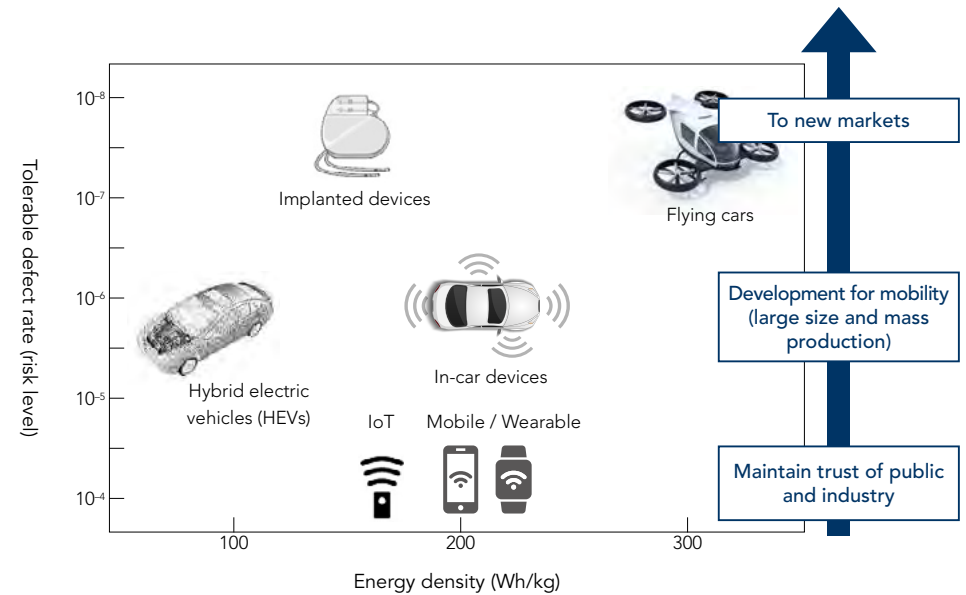 10⁻⁸
10⁻⁷
10⁻⁶
10⁻⁵
10⁻⁴
Tolerable defect rate (risk level)
Implanted devices
Flying cars
Hybrid electric
vehicles (HEVs)
In-car devices
IoT
Mobile / Wearable
100
200
300
Energy density (Wh/kg)
To new markets
Development for mobility
(large size and mass
production)
Maintain trust of public
and industry